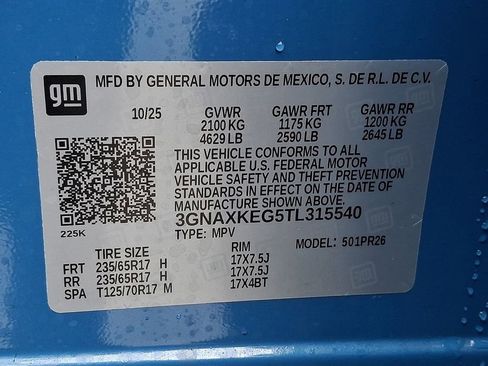 gm
MFD BY GENERAL MOTORS DE MEXICO, S. DE R.L. DE C.V.
10/25 GVWR GAWR FRT GAWR RR
2100 KG 1175 KG 1200 KG
4629 LB 2590 LB 2645 LB
THIS VEHICLE CONFORMS TO ALL
APPLICABLE U.S. FEDERAL MOTOR
VEHICLE SAFETY AND THEFT PREVENTION
STANDARDS IN EFFECT ON THE DATE OF
MANUFACTURE SHOWN ABOVE.
225K 3GNAXKEG5TL315540
TYPE: MPV MODEL: 501PR26
TIRE SIZE RIM
FRT 235/65R17 H 17X7.5J
RR 235/65R17 H 17X7.5J
SPA T125/70R17 M 17X4BT